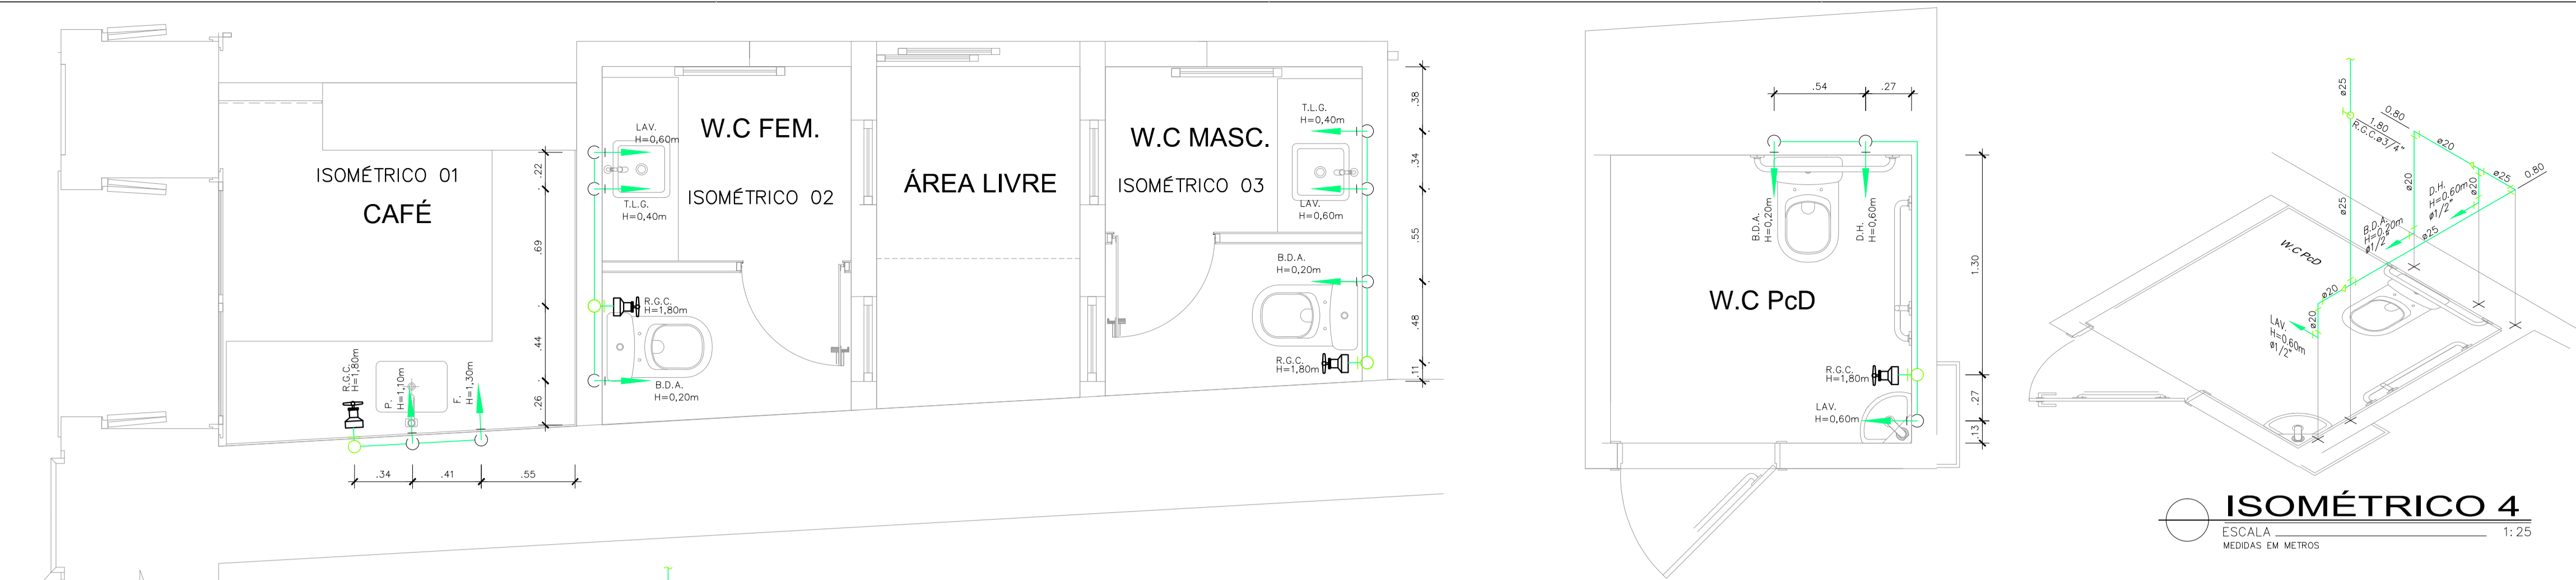 ISOMÉTRICO 01
CAFÉ
R.G.C.
H=1,80m
P.
H=1,10m
F.
H=1,30m
.34
.41
.55
.22
.69
.44
.26
LAV.
H=0,60m
T.L.G.
H=0,40m
W.C FEM.
ISOMÉTRICO 02
R.G.C.
H=1,80m
B.D.A.
H=0,20m
ÁREA LIVRE
W.C MASC.
ISOMÉTRICO 03
T.L.G.
H=0,40m
LAV.
H=0,60m
B.D.A.
H=0,20m
R.G.C.
H=1,80m
.38
.34
.55
.48
.11
.54
.27
B.D.A.
H=0,20m
D.H.
H=0,60m
W.C PcD
R.G.C.
H=1,80m
LAV.
H=0,60m
1.30
.27
.13
ø25
0.80
1.80
R.G.C.ø3/4"
ø20
ø25
0.80
ø20
ø20
D.H.
H=0.60m
ø1/2"
ø25
B.D.A.
H=0.20m
ø1/2"
ø25
W.C PcD
ø20
ø20
LAV.
H=0.60m
ø1/2"
ISOMÉTRICO 4
ESCALA 1:25
MEDIDAS EM METROS